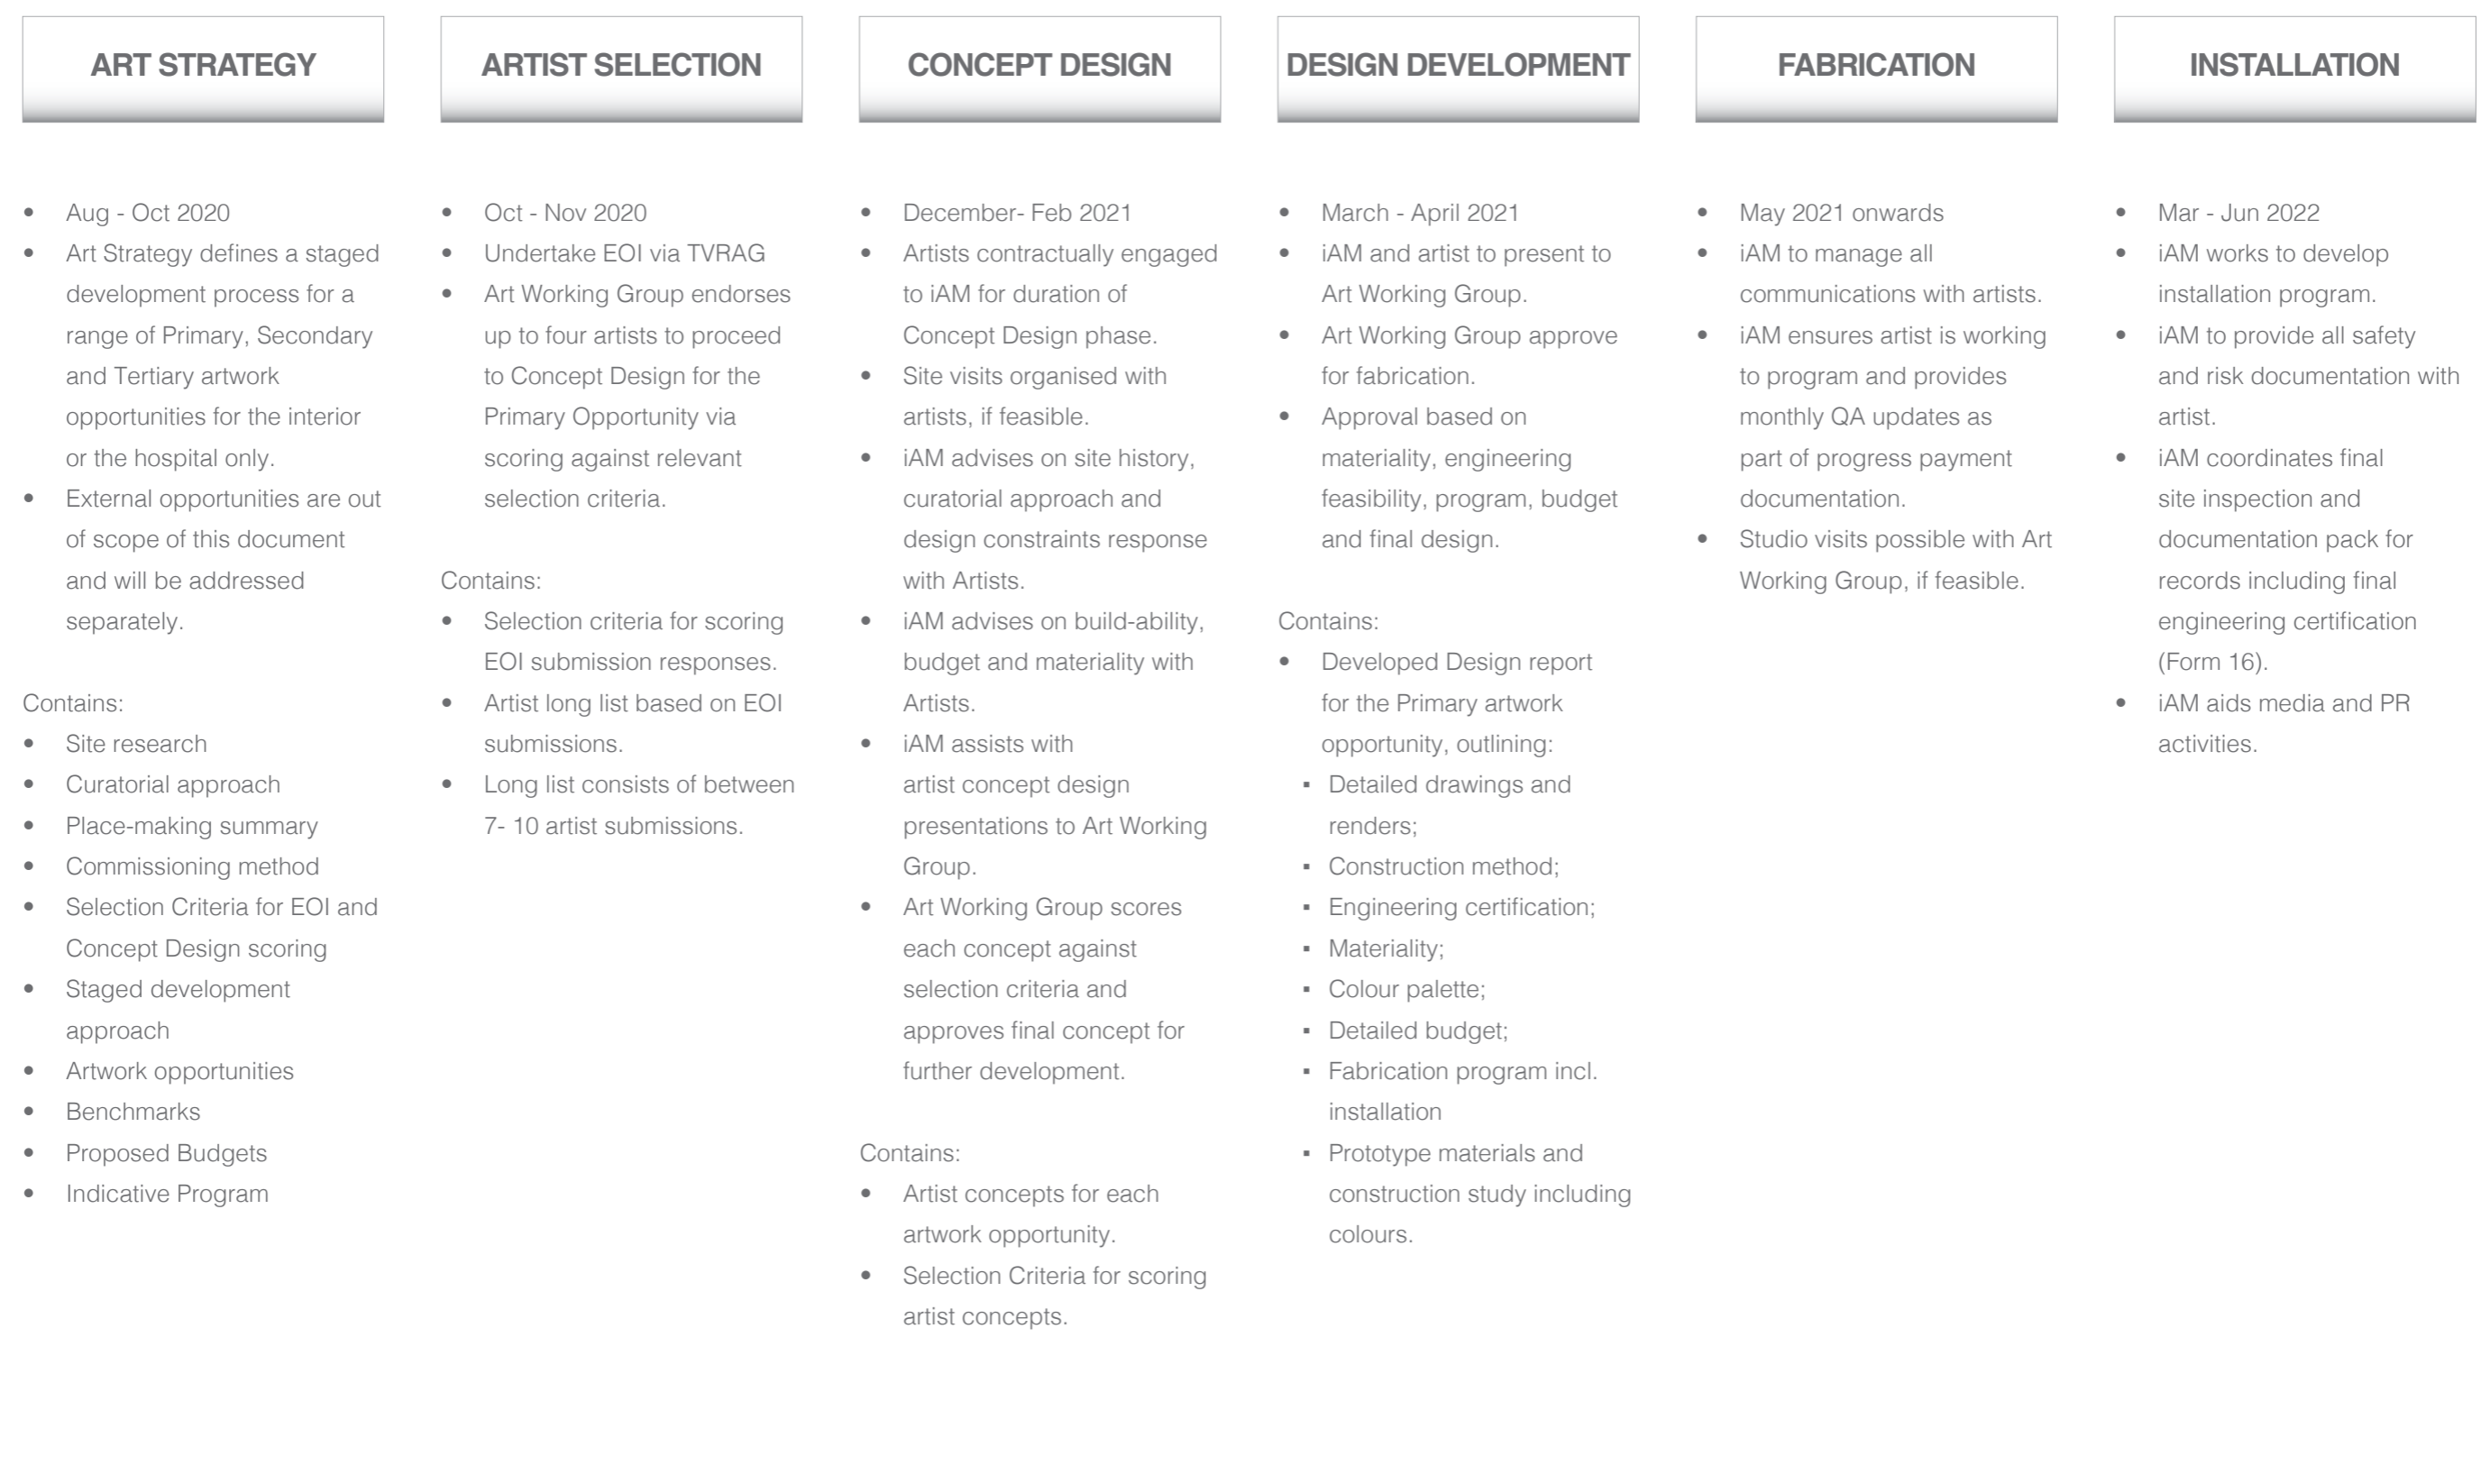 ART STRATEGY
• Aug - Oct 2020
• Art Strategy defines a staged
development process for a
range of Primary, Secondary
and Tertiary artwork
opportunities for the interior
or the hospital only.
• External opportunities are out
of scope of this document
and will be addressed
separately.
Contains:
• Site research
• Curatorial approach
• Place-making summary
• Commissioning method
• Selection Criteria for EOI and
Concept Design scoring
• Staged development
approach
• Artwork opportunities
• Benchmarks
• Proposed Budgets
• Indicative Program
ARTIST SELECTION
• Oct - Nov 2020
• Undertake EOI via TVRAG
• Art Working Group endorses
up to four artists to proceed
to Concept Design for the
Primary Opportunity via
scoring against relevant
selection criteria.
Contains:
• Selection criteria for scoring
EOI submission responses.
• Artist long list based on EOI
submissions.
• Long list consists of between
7- 10 artist submissions.
CONCEPT DESIGN
• December- Feb 2021
• Artists contractually engaged
to iAM for duration of
Concept Design phase.
• Site visits organised with
artists, if feasible.
• iAM advises on site history,
curatorial approach and
design constraints response
with Artists.
• iAM advises on build-ability,
budget and materiality with
Artists.
• iAM assists with
artist concept design
presentations to Art Working
Group.
• Art Working Group scores
each concept against
selection criteria and
approves final concept for
further development.
Contains:
• Artist concepts for each
artwork opportunity.
• Selection Criteria for scoring
artist concepts.
DESIGN DEVELOPMENT
• March - April 2021
• iAM and artist to present to
Art Working Group.
• Art Working Group approve
for fabrication.
• Approval based on
materiality, engineering
feasibility, program, budget
and final design.
Contains:
• Developed Design report
for the Primary artwork
opportunity, outlining:
▪ Detailed drawings and
renders;
▪ Construction method;
▪ Engineering certification;
▪ Materiality;
▪ Colour palette;
▪ Detailed budget;
▪ Fabrication program incl.
installation
▪ Prototype materials and
construction study including
colours.
FABRICATION
• May 2021 onwards
• iAM to manage all
communications with artists.
• iAM ensures artist is working
to program and provides
monthly QA updates as
part of progress payment
documentation.
• Studio visits possible with Art
Working Group, if feasible.
INSTALLATION
• Mar - Jun 2022
• iAM works to develop
installation program.
• iAM to provide all safety
and risk documentation with
artist.
• iAM coordinates final
site inspection and
documentation pack for
records including final
engineering certification
(Form 16).
• iAM aids media and PR
activities.